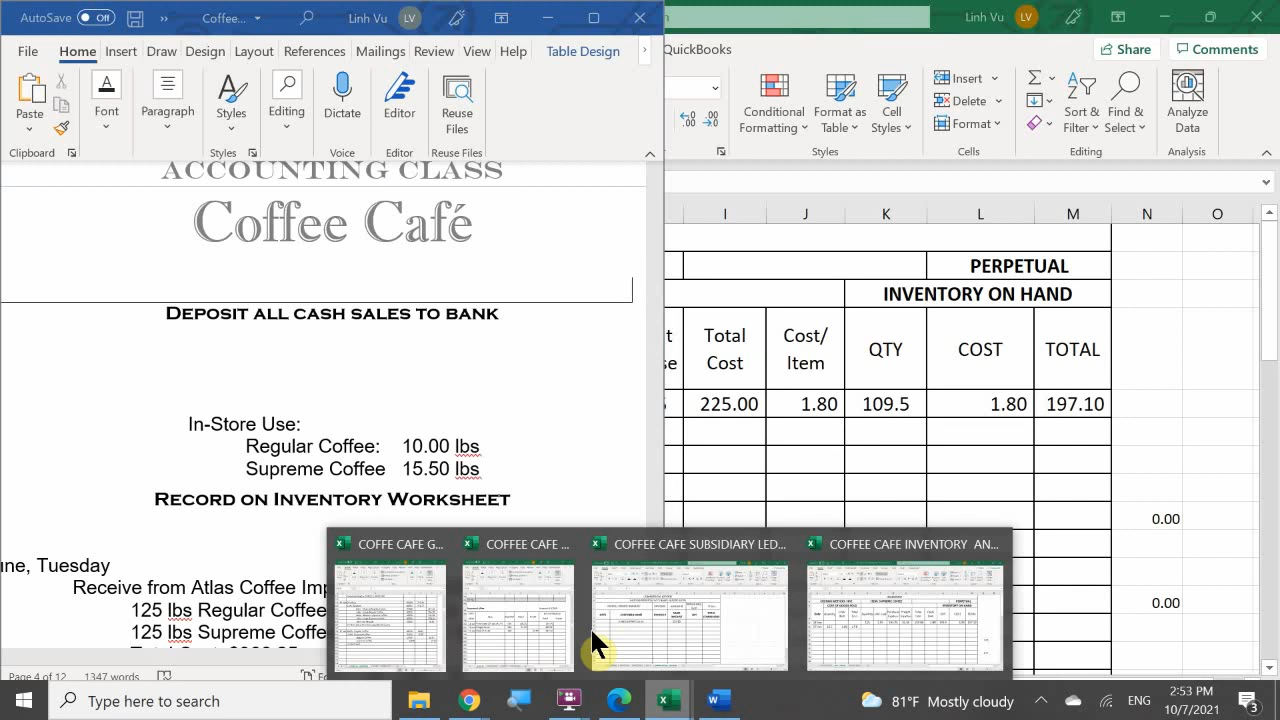 AutoSave Off Coffee... Linh Vu LV
Linh Vu LV
File Home Insert Draw Design Layout References Mailings Review View Help Table Design
QuickBooks Share Comments
Paste Font Paragraph Styles Editing Dictate Editor Reuse Files
Conditional Formatting Format as Table Cell Styles Insert Delete Format Sort & Filter Find & Select Analyze Data
Clipboard Styles Voice Editor Reuse Files
Styles Cells Editing Analysis
ACCOUNTING CLASS
Coffee Café
DEPOSIT ALL CASH SALES TO BANK
In-Store Use:
Regular Coffee: 10.00 lbs
Supreme Coffee 15.50 lbs
RECORD ON INVENTORY WORKSHEET
une, Tuesday
Receive from Atlas Coffee Imp
125 lbs Regular Coffee
125 lbs Supreme Coffee
Page 4 of 12 1347 words
I J K L M N O
PERPETUAL
INVENTORY ON HAND
Total Cost Cost/ Item QTY COST TOTAL
225.00 1.80 109.5 1.80 197.10
0.00
0.00
COFFE CAFE G... COFFEE CAFE ... COFFEE CAFE SUBSIDIARY LED... COFFEE CAFE INVENTORY AN...
Type here to search
81°F Mostly cloudy ENG 2:53 PM
10/7/2021 3